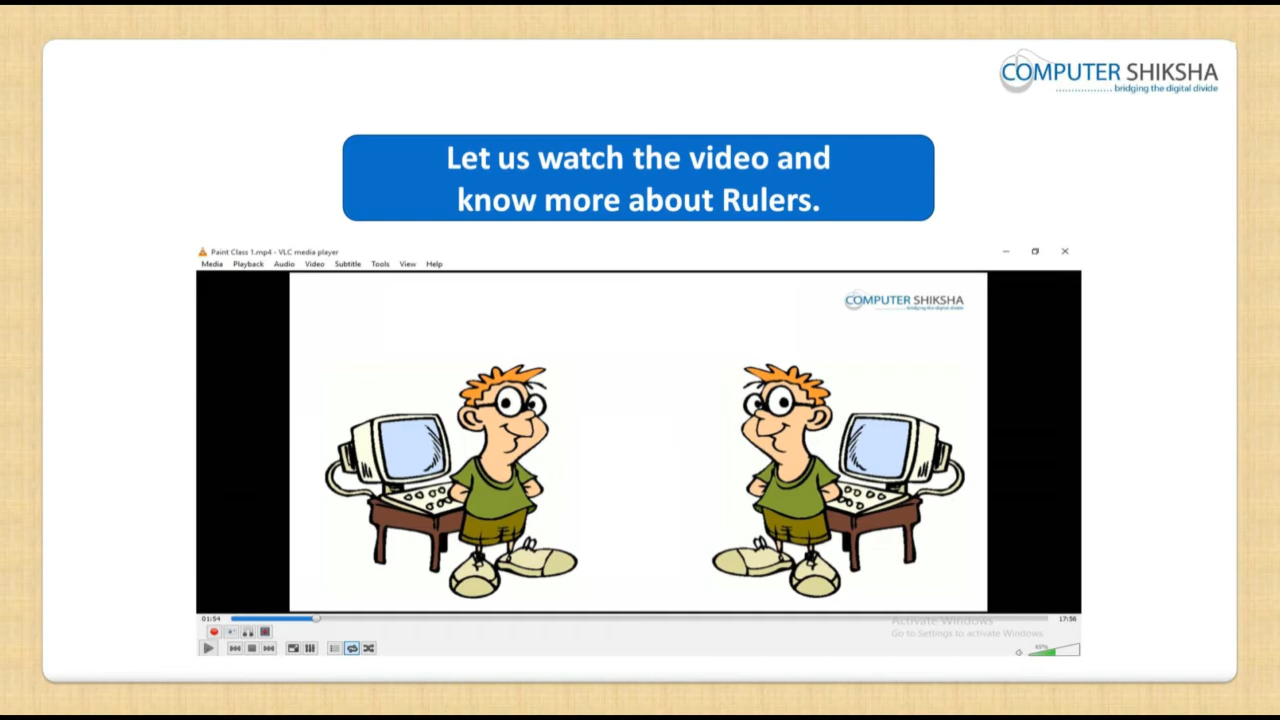 COMPUTER SHIKSHA
bridging the digital divide
Let us watch the video and
know more about Rulers.
Paint Class 1.mp4 - VLC media player
Media Playback Audio Video Subtitle Tools View Help
COMPUTER SHIKSHA
bridging the digital divide
01:54
17:56
Activate Windows
Go to Settings to activate Windows.